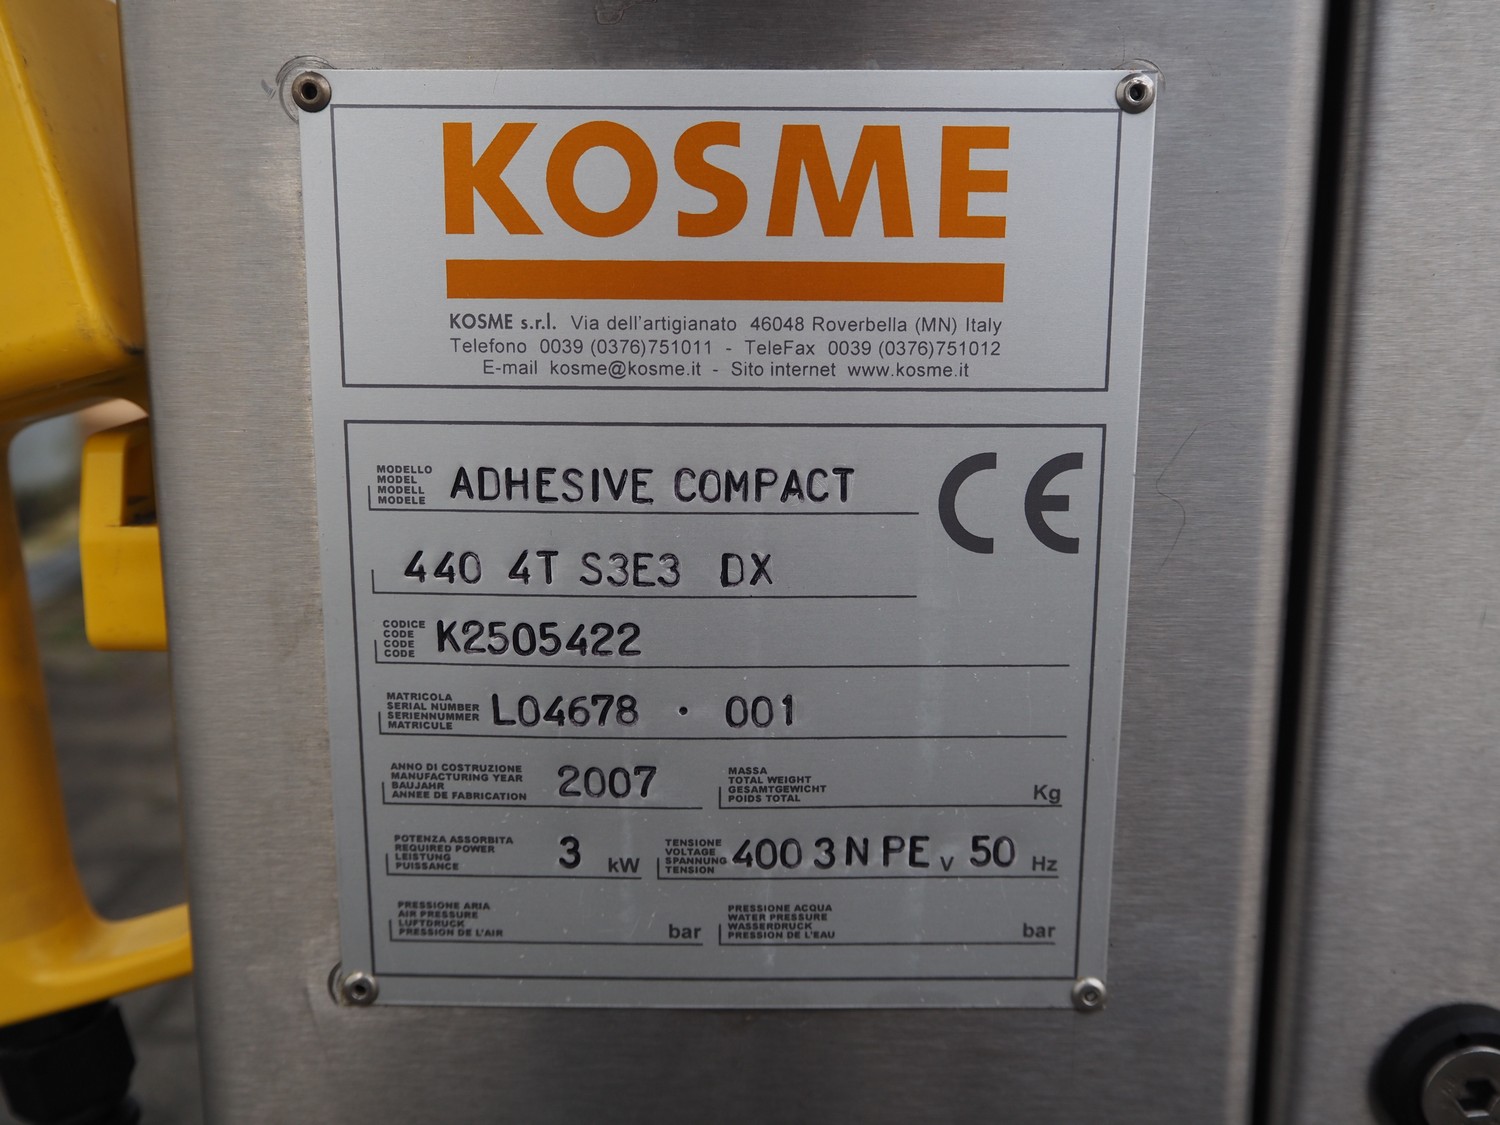 KOSME
KOSME s.r.l. Via dell'artigianato 46048 Roverbella (MN) Italy
Telefono 0039 (0376)751011 - TeleFax 0039 (0376)751012
E-mail kosme@kosme.it - Sito internet www.kosme.it
MODELLO
MODEL
MODELL
MODELE
ADHESIVE COMPACT
CE
440 4T S3E3 DX
CODICE
CODE
CODE
CODE
K2505422
MATRICOLA
SERIAL NUMBER
SERIENNUMMER
MATRICULE
L04678 · 001
ANNO DI COSTRUZIONE
MANUFACTURING YEAR
BAUJAHR
ANNEE DE FABRICATION
2007
MASSA
TOTAL WEIGHT
GESAMTGEWICHT
POIDS TOTAL
Kg
POTENZA ASSORBITA
REQUIRED POWER
LEISTUNG
PUISSANCE
3 kW
TENSIONE
VOLTAGE
SPANNUNG
TENSION
400 3 N PE V 50 Hz
PRESSIONE ARIA
AIR PRESSURE
LUFTDRUCK
PRESSION DE L'AIR
bar
PRESSIONE ACQUA
WATER PRESSURE
WASSERDRUCK
PRESSION DE L'EAU
bar